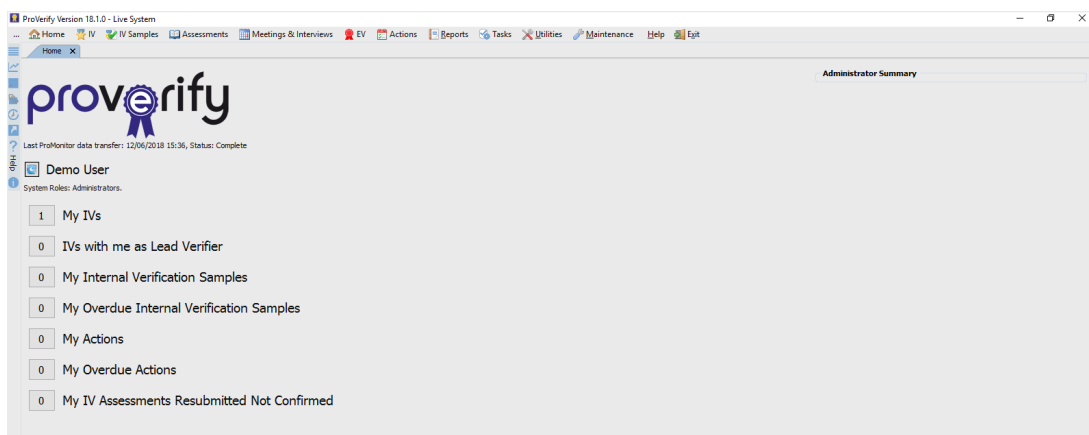 ProVerify Version 18.1.0 - Live System
... Home IV IV Samples Assessments Meetings & Interviews EV Actions Reports Tasks Utilities Maintenance Help Exit
Home X
Administrator Summary
proverify
Last ProMonitor data transfer: 12/06/2018 15:36, Status: Complete
Help
Demo User
System Roles: Administrators.
1 My IVs
0 IVs with me as Lead Verifier
0 My Internal Verification Samples
0 My Overdue Internal Verification Samples
0 My Actions
0 My Overdue Actions
0 My IV Assessments Resubmitted Not Confirmed